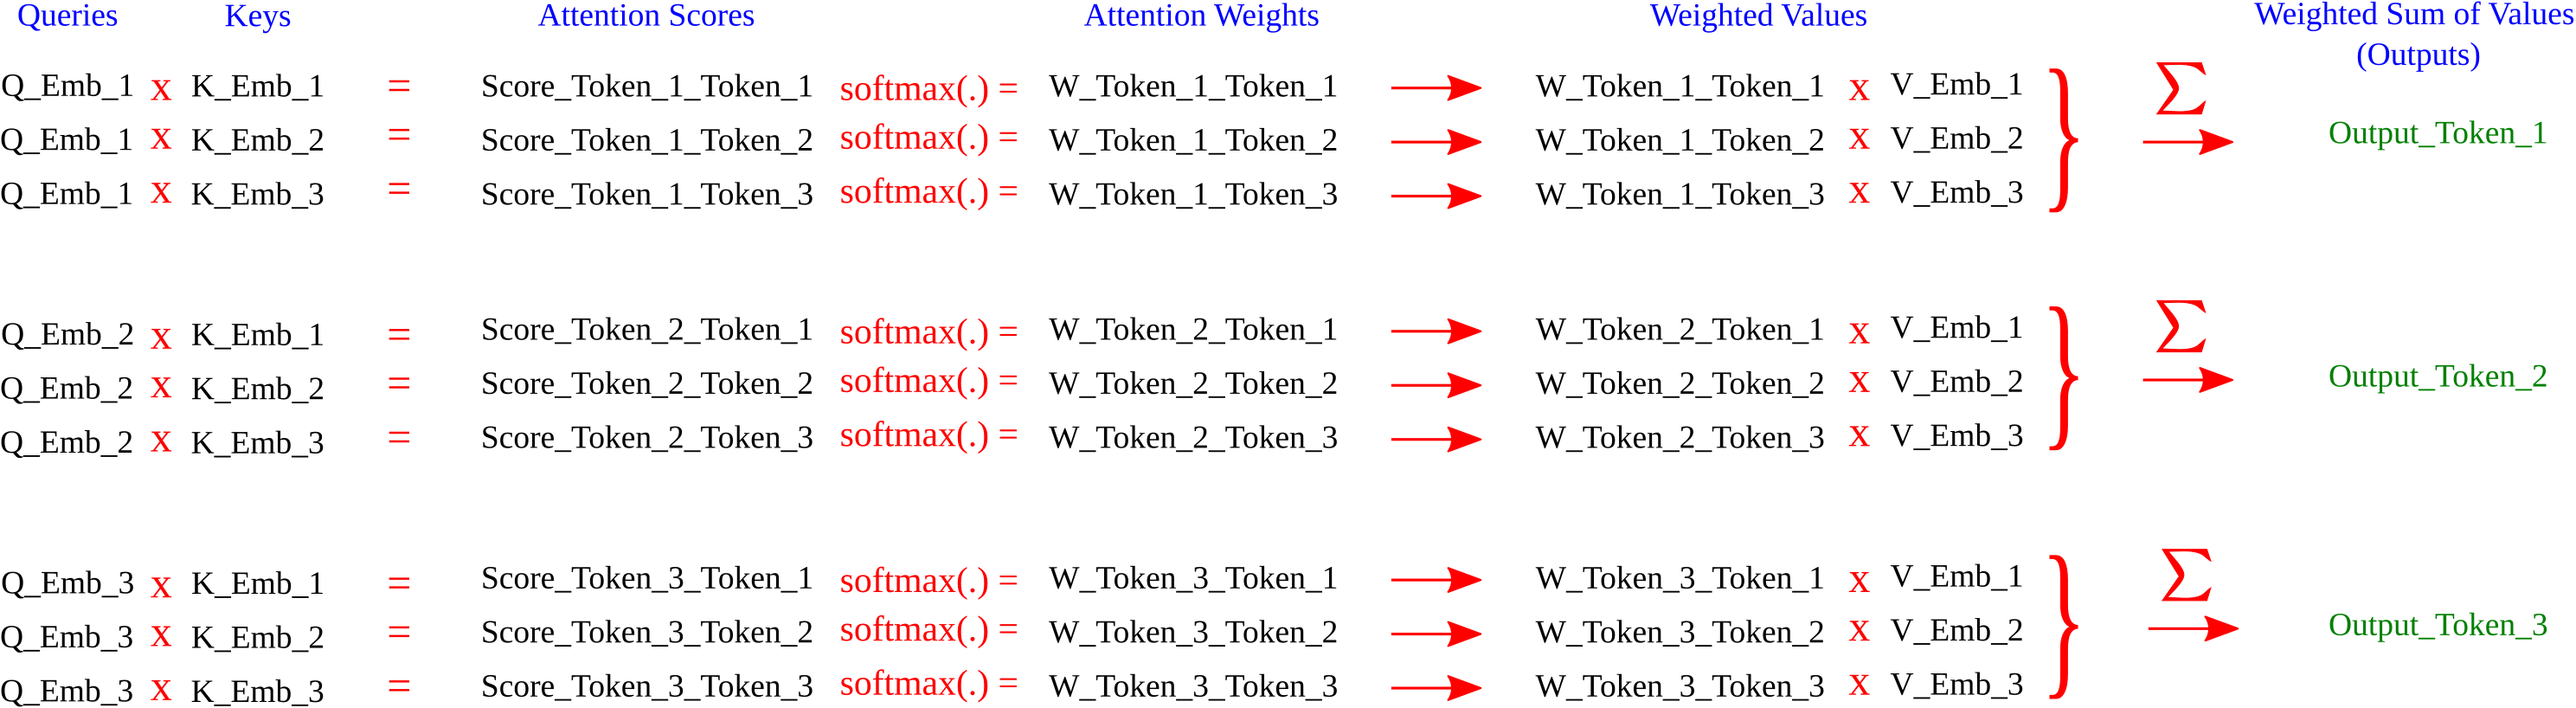 Queries Keys Attention Scores Attention Weights Weighted Values Weighted Sum of Values
(Outputs)
Q_Emb_1 x K_Emb_1 = Score_Token_1_Token_1 softmax(.) = W_Token_1_Token_1 W_Token_1_Token_1 x V_Emb_1 Σ
Q_Emb_1 x K_Emb_2 = Score_Token_1_Token_2 softmax(.) = W_Token_1_Token_2 W_Token_1_Token_2 x V_Emb_2 Output_Token_1
Q_Emb_1 x K_Emb_3 = Score_Token_1_Token_3 softmax(.) = W_Token_1_Token_3 W_Token_1_Token_3 x V_Emb_3
Q_Emb_2 x K_Emb_1 = Score_Token_2_Token_1 softmax(.) = W_Token_2_Token_1 W_Token_2_Token_1 x V_Emb_1 Σ
Q_Emb_2 x K_Emb_2 = Score_Token_2_Token_2 softmax(.) = W_Token_2_Token_2 W_Token_2_Token_2 x V_Emb_2 Output_Token_2
Q_Emb_2 x K_Emb_3 = Score_Token_2_Token_3 softmax(.) = W_Token_2_Token_3 W_Token_2_Token_3 x V_Emb_3
Q_Emb_3 x K_Emb_1 = Score_Token_3_Token_1 softmax(.) = W_Token_3_Token_1 W_Token_3_Token_1 x V_Emb_1 Σ
Q_Emb_3 x K_Emb_2 = Score_Token_3_Token_2 softmax(.) = W_Token_3_Token_2 W_Token_3_Token_2 x V_Emb_2 Output_Token_3
Q_Emb_3 x K_Emb_3 = Score_Token_3_Token_3 softmax(.) = W_Token_3_Token_3 W_Token_3_Token_3 x V_Emb_3